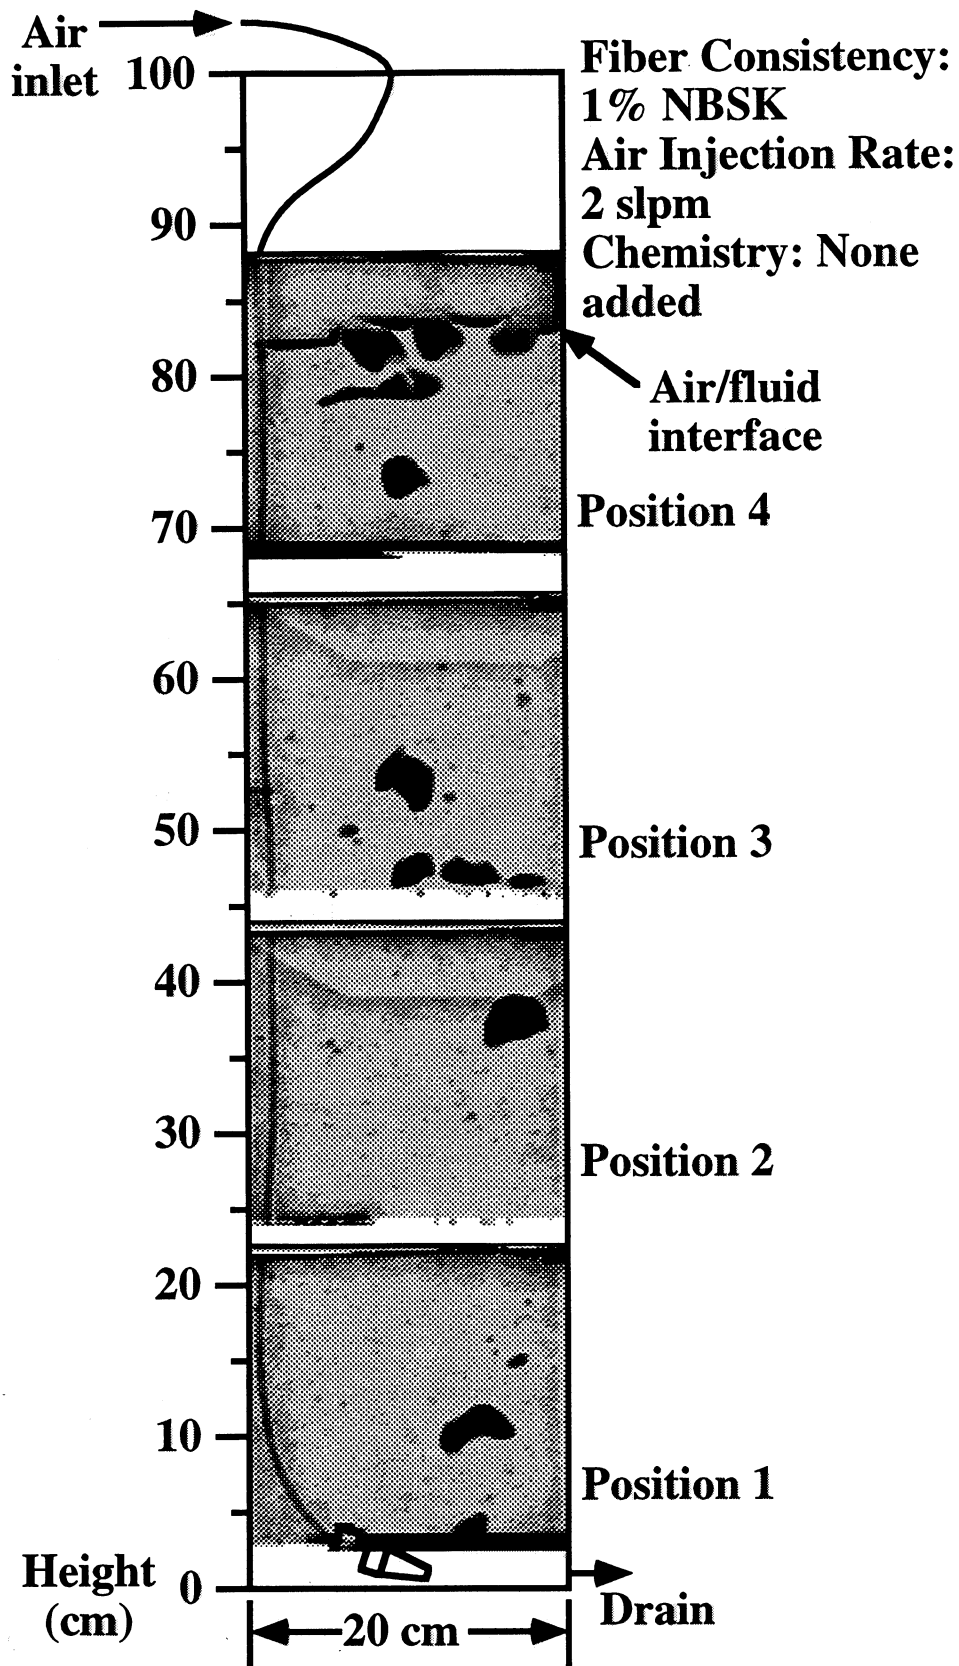 Air
inlet
100
Fiber Consistency:
1% NBSK
Air Injection Rate:
2 slpm
Chemistry: None
added
90
80
Air/fluid
interface
70
Position 4
60
50
Position 3
40
30
Position 2
20
10
Position 1
Height
(cm)
0
Drain
20 cm